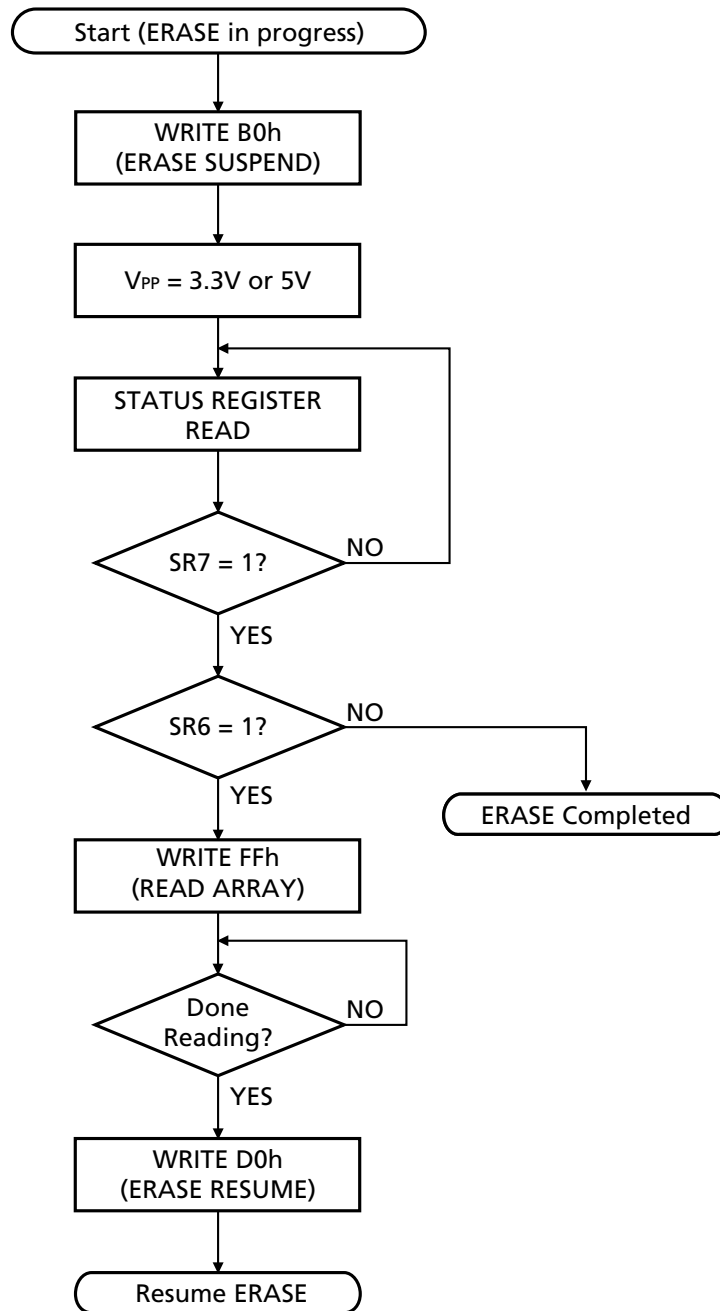 Start (ERASE in progress)
WRITE B0h
(ERASE SUSPEND)
VPP = 3.3V or 5V
STATUS REGISTER
READ
SR7 = 1?
NO
YES
SR6 = 1?
NO
YES
ERASE Completed
WRITE FFh
(READ ARRAY)
Done
Reading?
NO
YES
WRITE D0h
(ERASE RESUME)
Resume ERASE